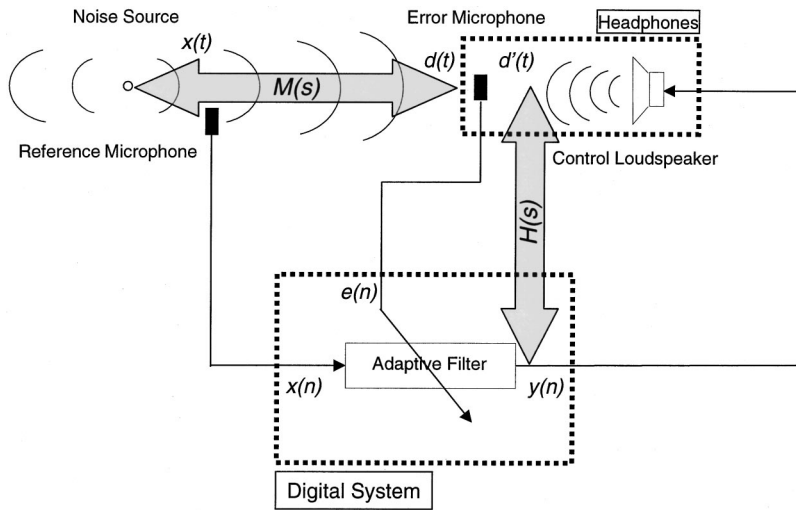 Noise Source
Error Microphone
Headphones
x(t)
d(t)
d'(t)
M(s)
Reference Microphone
Control Loudspeaker
H(s)
e(n)
Adaptive Filter
x(n)
y(n)
Digital System